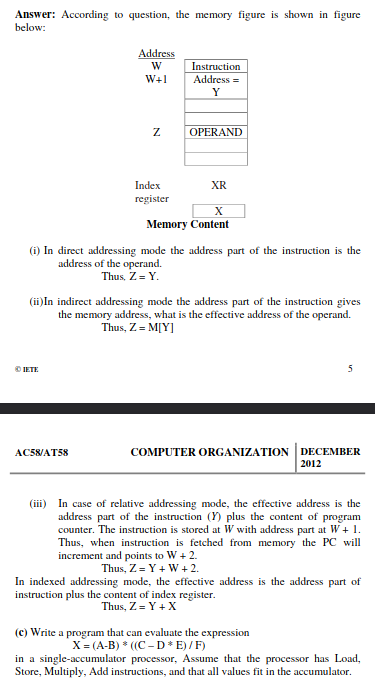 Answer: According to question, the memory figure is shown in figure
below:
Address
W Instruction
W+1 Address =
Y
Z OPERAND
Index XR
register
X
Memory Content
(i) In direct addressing mode the address part of the instruction is the
address of the operand.
Thus, Z = Y.
(ii)In indirect addressing mode the address part of the instruction gives
the memory address, what is the effective address of the operand.
Thus, Z = M[Y]
© IETE 5
AC58/AT58 COMPUTER ORGANIZATION DECEMBER
2012
(iii) In case of relative addressing mode, the effective address is the
address part of the instruction (Y) plus the content of program
counter. The instruction is stored at W with address part at W + 1.
Thus, when instruction is fetched from memory the PC will
increment and points to W + 2.
Thus, Z = Y + W + 2.
In indexed addressing mode, the effective address is the address part of
instruction plus the content of index register.
Thus, Z = Y + X
(c) Write a program that can evaluate the expression
X = (A-B) * ((C – D * E) / F)
in a single-accumulator processor, Assume that the processor has Load,
Store, Multiply, Add instructions, and that all values fit in the accumulator.